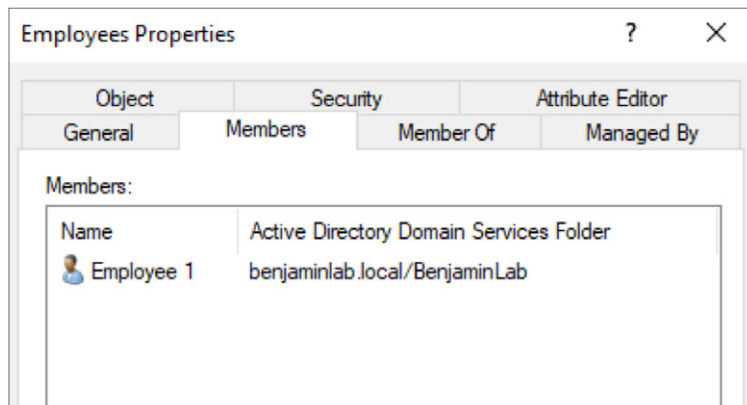 Employees Properties ? ×
Object Security Attribute Editor
General Members Member Of Managed By
Members:
Name Active Directory Domain Services Folder
Employee 1 benjaminlab.local/BenjaminLab